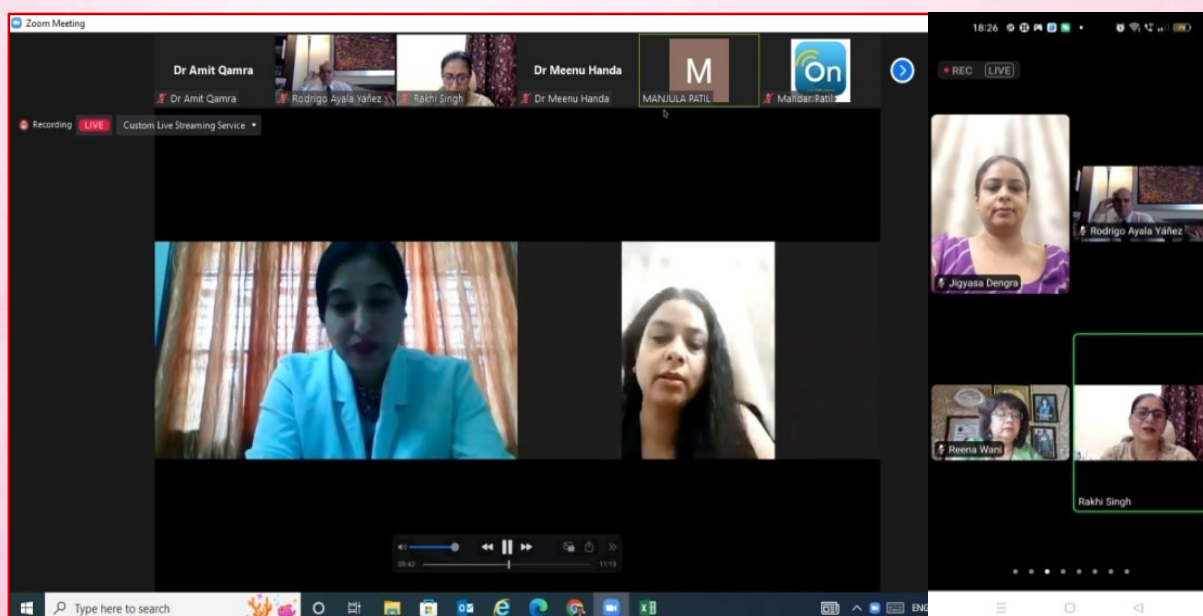 Zoom Meeting
Dr Amit Qamra
Dr Amit Qamra
Rodrigo Ayala Yáñez
Rakhi Singh
Dr Meenu Handa
Dr Meenu Handa
M
MANJULA PATIL
On
Mandar Patil
Recording
LIVE
Custom Live Streaming Service
05:42
11:13
Type here to search
ENG
18:26
REC
LIVE
Jigyasa Dengra
Rodrigo Ayala Yáñez
Reena Wani
Rakhi Singh